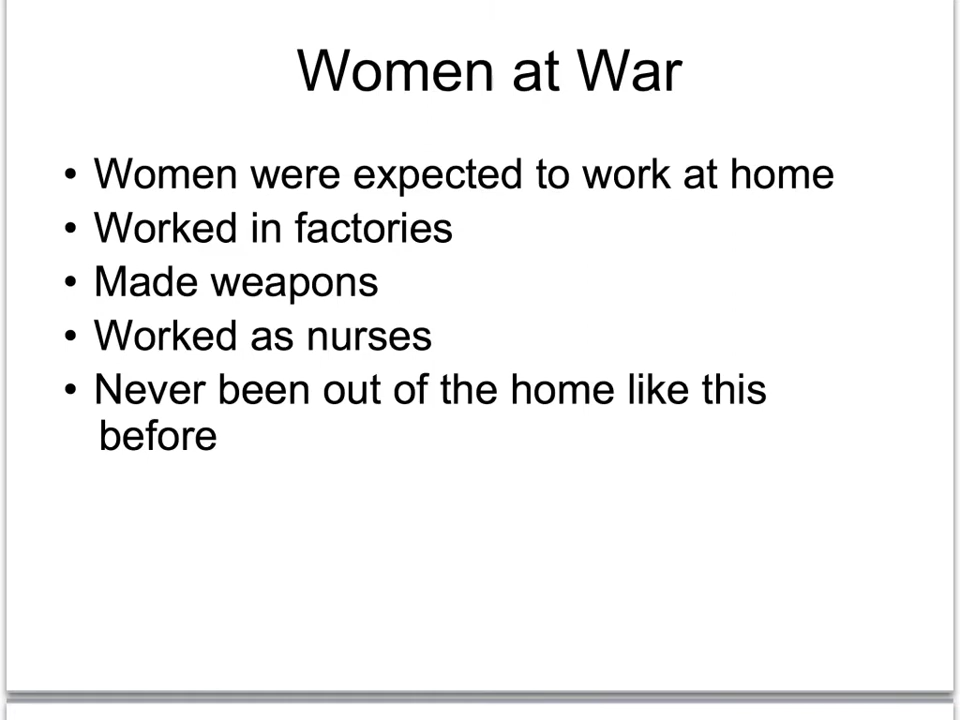 Women at War
• Women were expected to work at home
• Worked in factories
• Made weapons
• Worked as nurses
• Never been out of the home like this
before